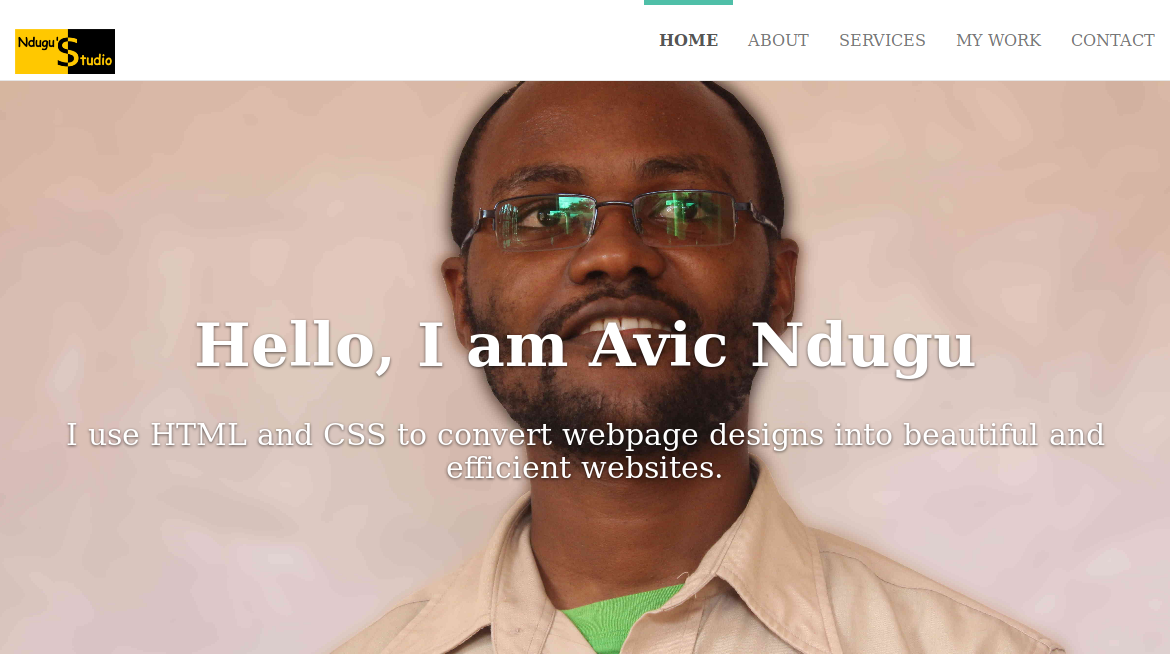 Ndugu's Studio
HOME ABOUT SERVICES MY WORK CONTACT
Hello, I am Avic Ndugu
I use HTML and CSS to convert webpage designs into beautiful and
efficient websites.